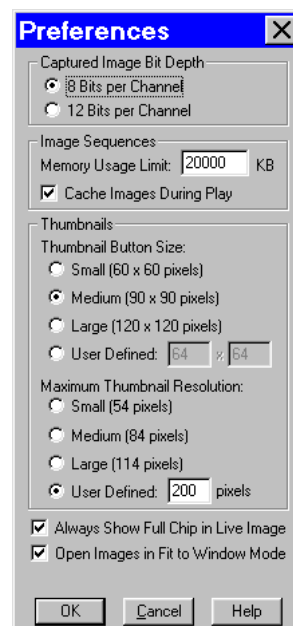 Preferences
Captured Image Bit Depth
8 Bits per Channel
12 Bits per Channel
Image Sequences
Memory Usage Limit: 20000 KB
Cache Images During Play
Thumbnails
Thumbnail Button Size:
Small (60 x 60 pixels)
Medium (90 x 90 pixels)
Large (120 x 120 pixels)
User Defined: 64 x 64
Maximum Thumbnail Resolution:
Small (54 pixels)
Medium (84 pixels)
Large (114 pixels)
User Defined: 200 pixels
Always Show Full Chip in Live Image
Open Images in Fit to Window Mode
OK Cancel Help